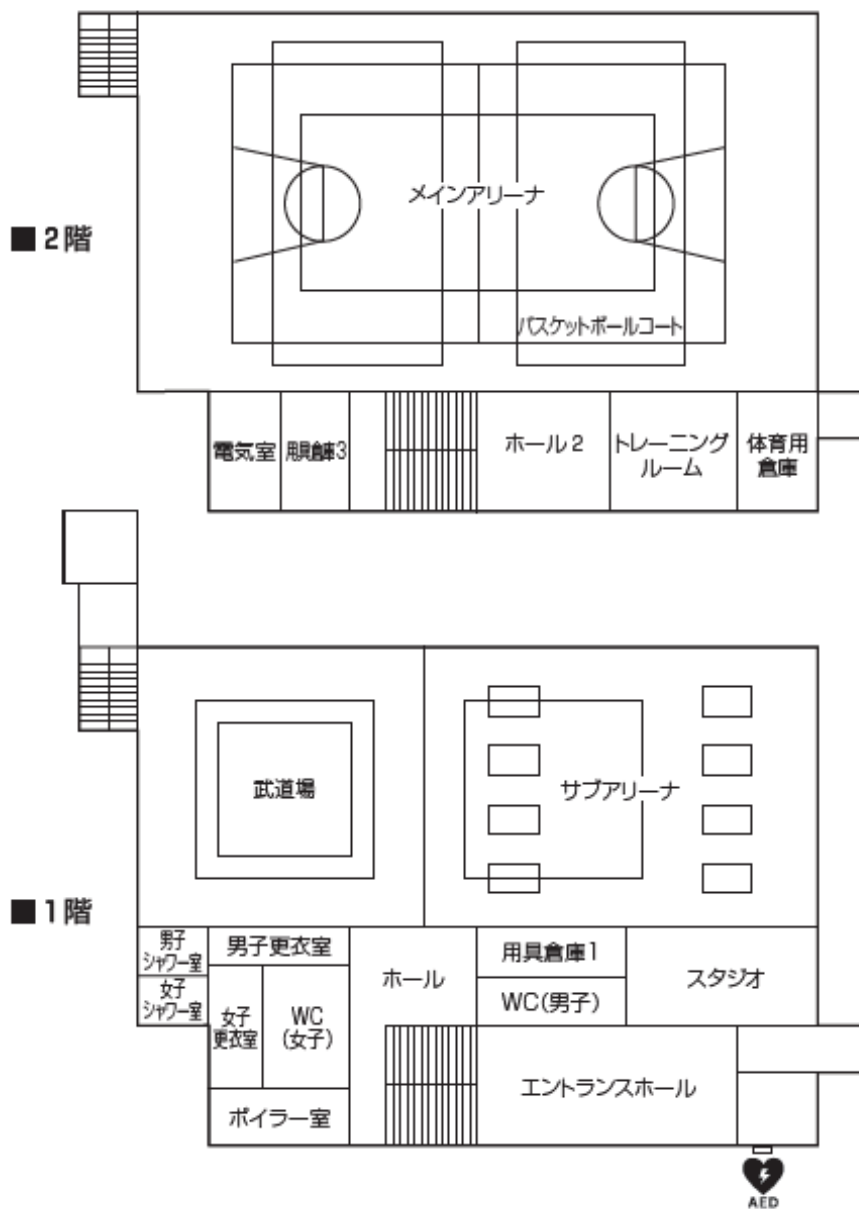 ■2階
メインアリーナ
バスケットボールコート
電気室
用具倉庫3
ホール2
トレーニング
ルーム
体育用
倉庫
■1階
武道場
サブアリーナ
男子
シャワー室
女子
シャワー室
男子更衣室
女子
更衣室
WC
(女子)
ボイラー室
ホール
用具倉庫1
WC(男子)
スタジオ
エントランスホール
AED